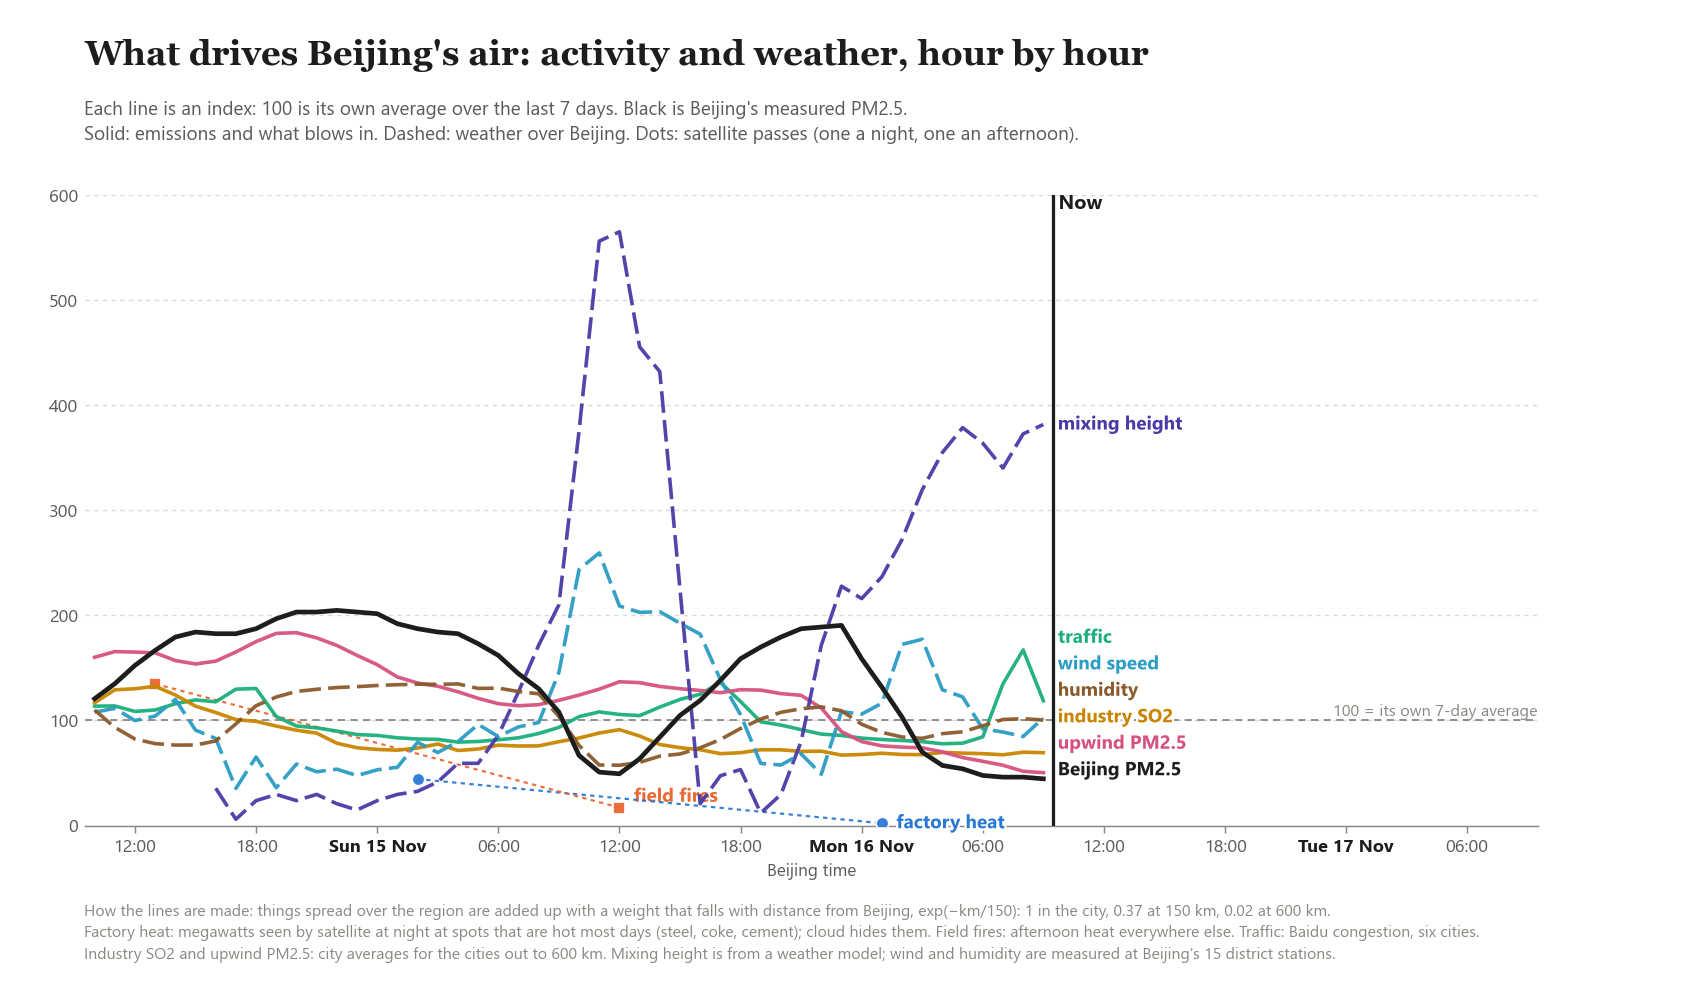 What drives Beijing's air: activity and weather, hour by hour
Each line is an index: 100 is its own average over the last 7 days. Black is Beijing's measured PM2.5.
Solid: emissions and what blows in. Dashed: weather over Beijing. Dots: satellite passes (one a night, one an afternoon).
600
Now
500
400
mixing height
300
200
traffic
wind speed
humidity
100 = its own 7-day average
industry SO2
100
upwind PM2.5
Beijing PM2.5
field fires
factory heat
0
12:00
18:00
Sun 15 Nov
06:00
12:00
18:00
Mon 16 Nov
06:00
12:00
18:00
Tue 17 Nov
06:00
Beijing time
How the lines are made: things spread over the region are added up with a weight that falls with distance from Beijing, exp(−km/150): 1 in the city, 0.37 at 150 km, 0.02 at 600 km.
Factory heat: megawatts seen by satellite at night at spots that are hot most days (steel, coke, cement); cloud hides them. Field fires: afternoon heat everywhere else. Traffic: Baidu congestion, six cities.
Industry SO2 and upwind PM2.5: city averages for the cities out to 600 km. Mixing height is from a weather model; wind and humidity are measured at Beijing's 15 district stations.